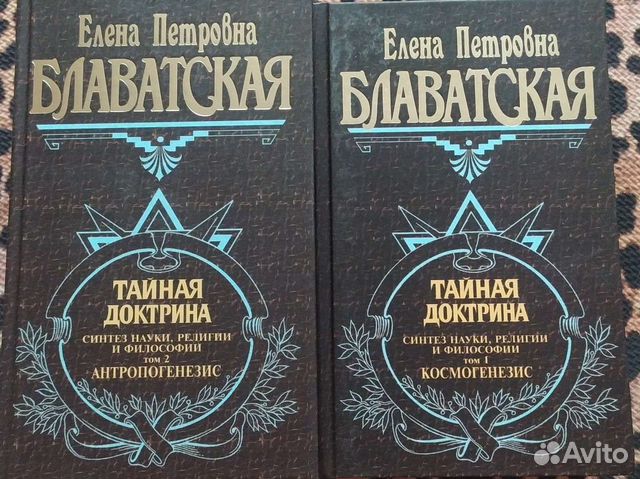 Елена Петровна
БЛАВАТСКАЯ
ТАЙНАЯ
ДОКТРИНА
СИНТЕЗ НАУКИ, РЕЛИГИИ
И ФИЛОСОФИИ
ТОМ 2
АНТРОПОГЕНЕЗИС
Елена Петровна
БЛАВАТСКАЯ
ТАЙНАЯ
ДОКТРИНА
СИНТЕЗ НАУКИ, РЕЛИГИИ
И ФИЛОСОФИИ
ТОМ 1
КОСМОГЕНЕЗИС
Avito